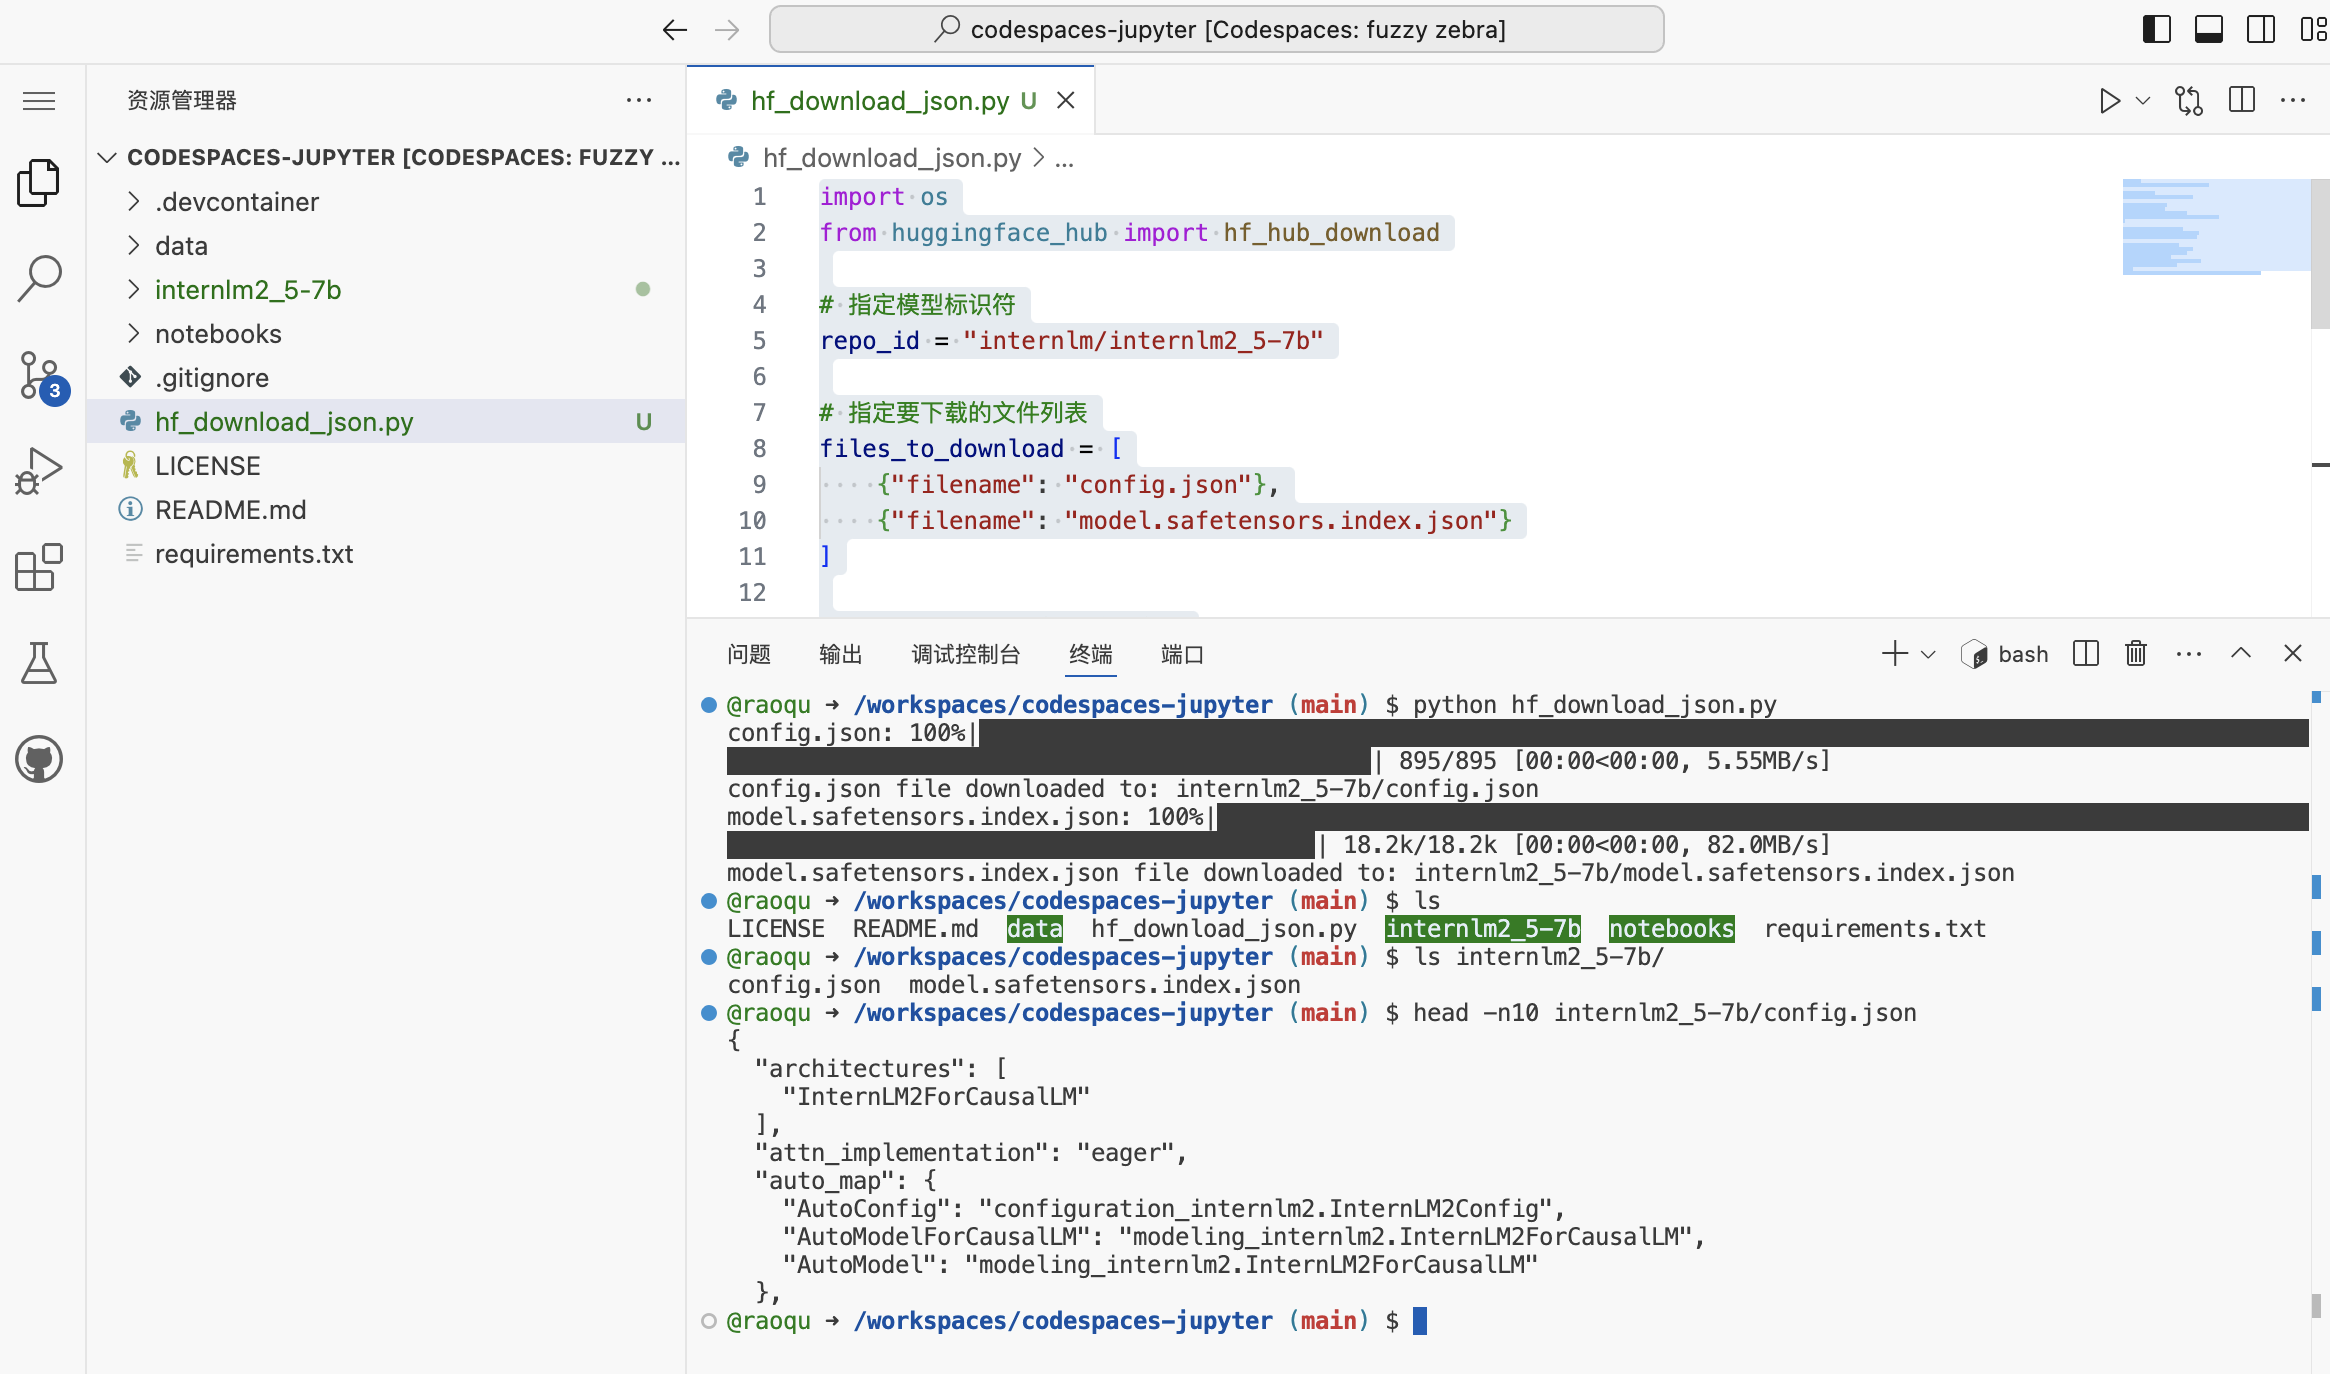 codespaces-jupyter [Codespaces: fuzzy zebra]
资源管理器
CODESPACES-JUPYTER [CODESPACES: FUZZY ...
.devcontainer
data
internlm2_5-7b
notebooks
.gitignore
hf_download_json.py U
LICENSE
README.md
requirements.txt
3
hf_download_json.py U
hf_download_json.py > ...
1 import os
2 from huggingface_hub import hf_hub_download
3
4 # 指定模型标识符
5 repo_id = "internlm/internlm2_5-7b"
6
7 # 指定要下载的文件列表
8 files_to_download = [
9     {"filename": "config.json"},
10     {"filename": "model.safetensors.index.json"}
11 ]
12
问题 输出 调试控制台 终端 端口
bash
@raoqu ➜ /workspaces/codespaces-jupyter (main) $ python hf_download_json.py
config.json: 100%|
| 895/895 [00:00<00:00, 5.55MB/s]
config.json file downloaded to: internlm2_5-7b/config.json
model.safetensors.index.json: 100%|
| 18.2k/18.2k [00:00<00:00, 82.0MB/s]
model.safetensors.index.json file downloaded to: internlm2_5-7b/model.safetensors.index.json
@raoqu ➜ /workspaces/codespaces-jupyter (main) $ ls
LICENSE  README.md  data  hf_download_json.py  internlm2_5-7b  notebooks  requirements.txt
@raoqu ➜ /workspaces/codespaces-jupyter (main) $ ls internlm2_5-7b/
config.json  model.safetensors.index.json
@raoqu ➜ /workspaces/codespaces-jupyter (main) $ head -n10 internlm2_5-7b/config.json
{
  "architectures": [
    "InternLM2ForCausalLM"
  ],
  "attn_implementation": "eager",
  "auto_map": {
    "AutoConfig": "configuration_internlm2.InternLM2Config",
    "AutoModelForCausalLM": "modeling_internlm2.InternLM2ForCausalLM",
    "AutoModel": "modeling_internlm2.InternLM2ForCausalLM"
  },
@raoqu ➜ /workspaces/codespaces-jupyter (main) $